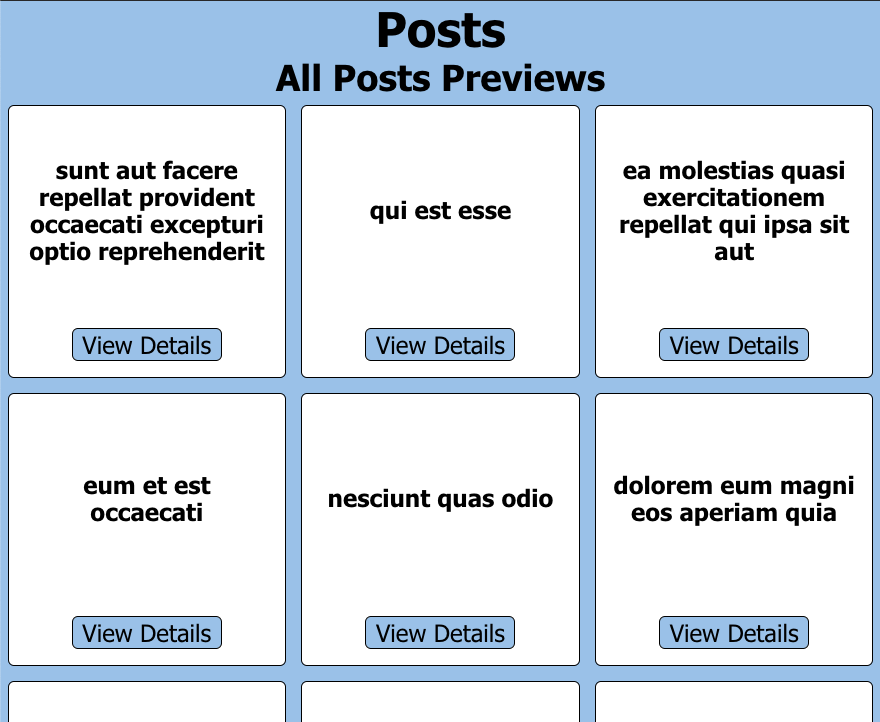 Posts
All Posts Previews
sunt aut facere
repellat provident
occaecati excepturi
optio reprehenderit
View Details
qui est esse
View Details
ea molestias quasi
exercitationem
repellat qui ipsa sit
aut
View Details
eum et est
occaecati
View Details
nesciunt quas odio
View Details
dolorem eum magni
eos aperiam quia
View Details